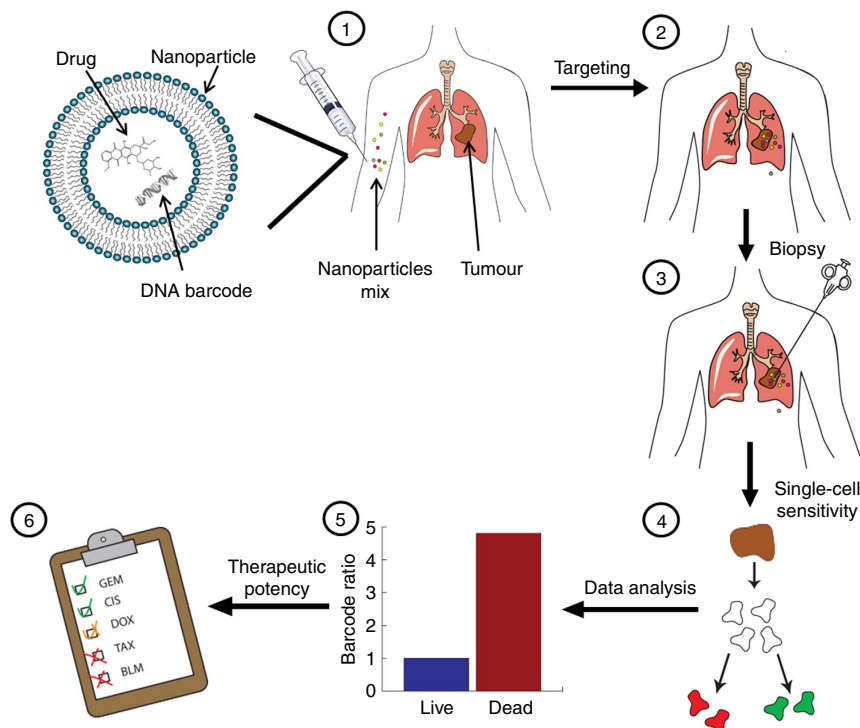 Drug
Nanoparticle
DNA barcode
1
Nanoparticles
mix
Tumour
Targeting
2
Biopsy
3
Single-cell
sensitivity
4
Data analysis
5
Barcode ratio
5
4
3
2
1
0
Live
Dead
Therapeutic
potency
6
GEM
CIS
DOX
TAX
BLM